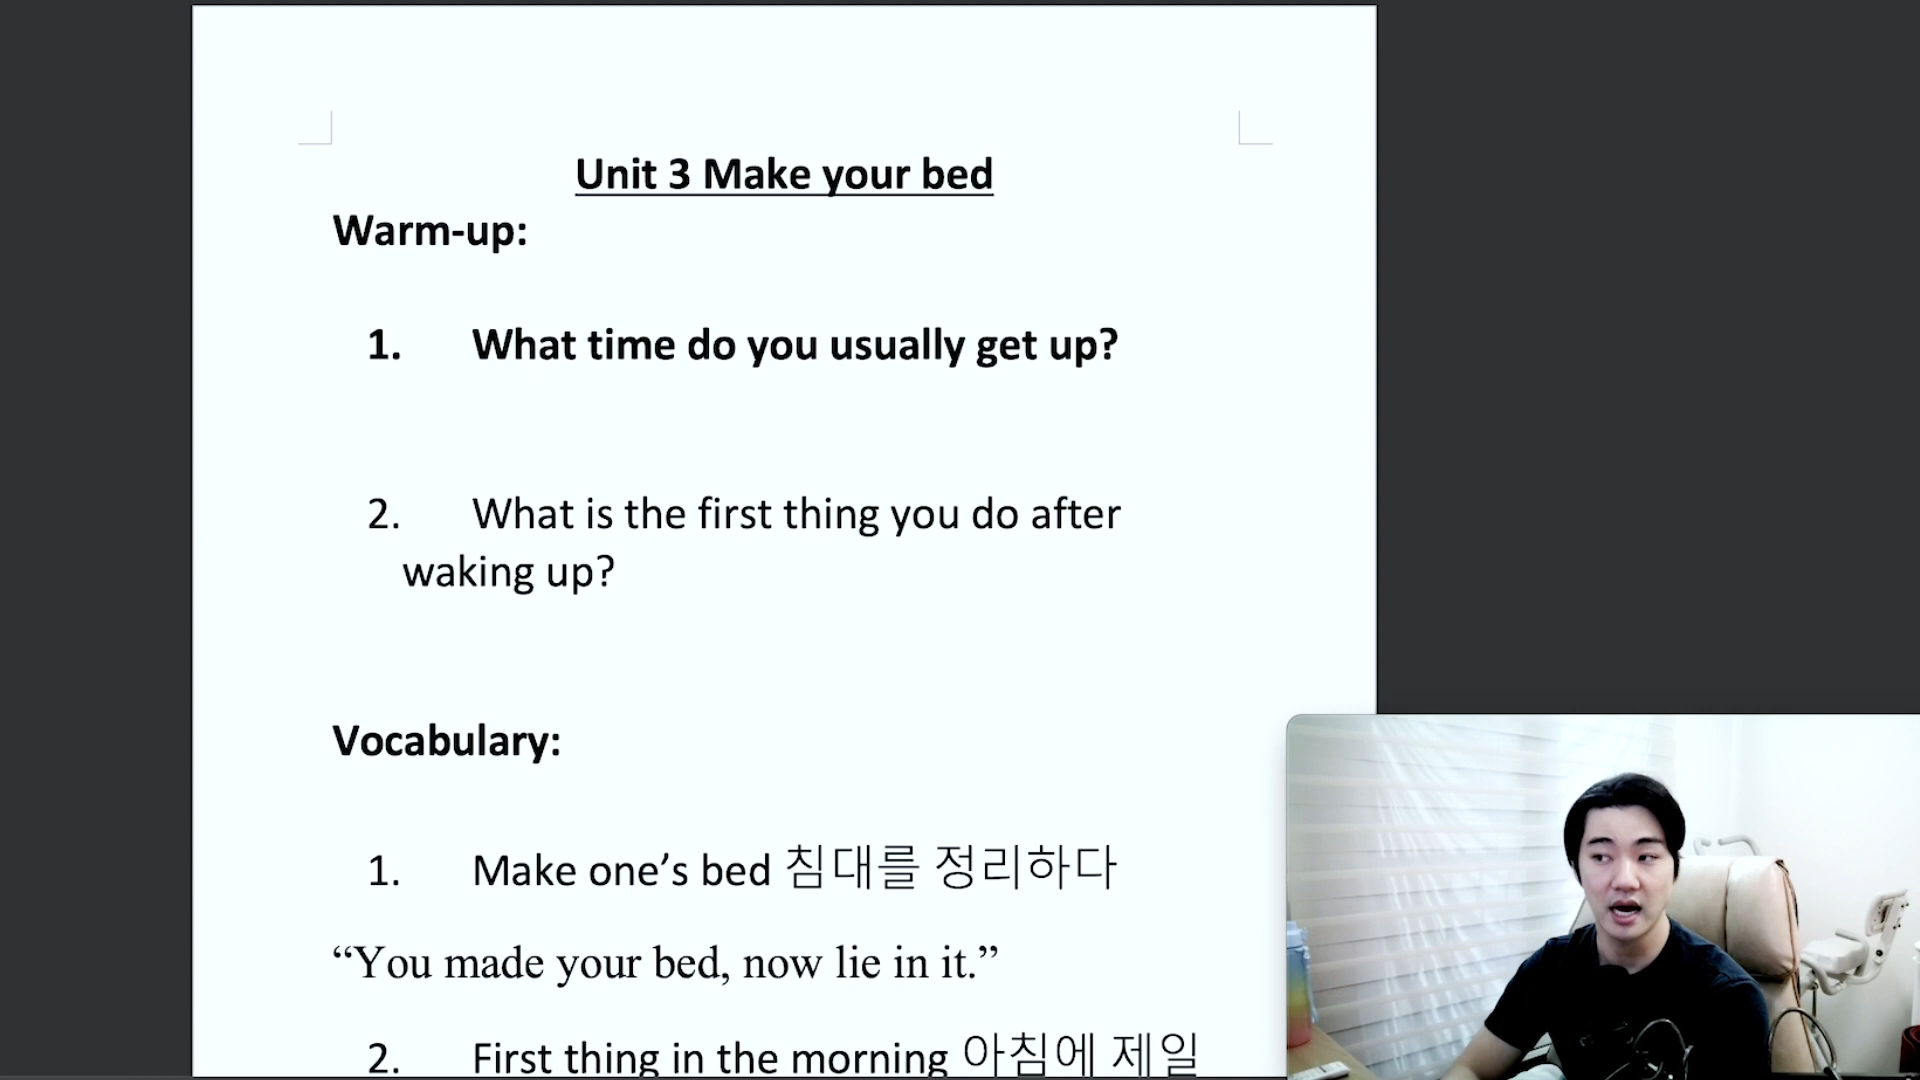 Unit 3 Make your bed
Warm-up:
1. What time do you usually get up?
2. What is the first thing you do after
waking up?
Vocabulary:
1. Make one’s bed 침대를 정리하다
“You made your bed, now lie in it.”
2. First thing in the morning 아침에 제일